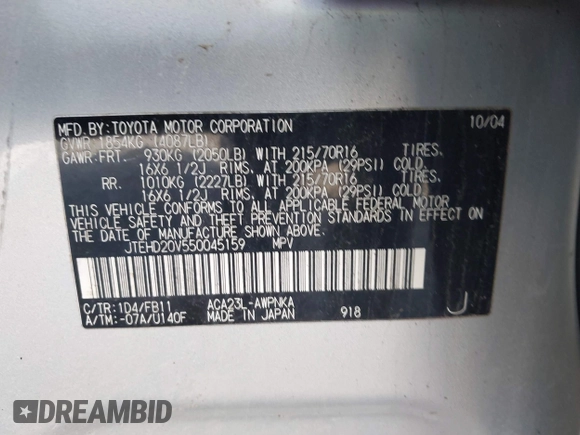 MFD.BY:TOYOTA MOTOR CORPORATION 10/04
GVWR:1854KG (4087LB)
GAWR-FRT. 930KG (2050LB) WITH 215/70R16 TIRES.
16X6 1/2J RIMS, AT 200KPA (29PSI) COLD.
RR. 1010KG (2227LB) WITH 215/70R16 TIRES.
16X6 1/2J RIMS, AT 200KPA (29PSI) COLD.
THIS VEHICLE CONFORMS TO ALL APPLICABLE FEDERAL MOTOR
VEHICLE SAFETY AND THEFT PREVENTION STANDARDS IN EFFECT ON
THE DATE OF MANUFACTURE SHOWN ABOVE.
JTEHD20V550045159 MPV
C/TR:1D4/FB11 ACA23L-AWPNKA
A/TM:-07A/U140F MADE IN JAPAN 918 U
DREAMBID DREAMBID